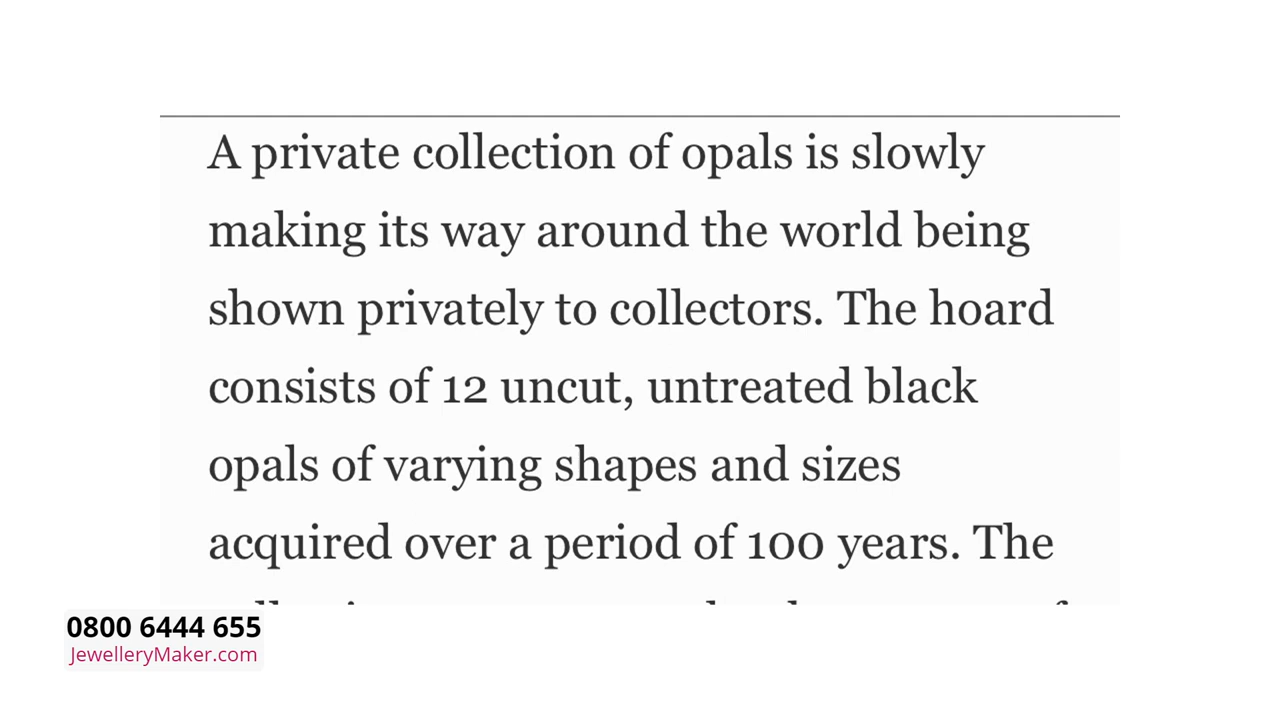 A private collection of opals is slowly
making its way around the world being
shown privately to collectors. The hoard
consists of 12 uncut, untreated black
opals of varying shapes and sizes
acquired over a period of 100 years. The
0800 6444 655
JewelleryMaker.com